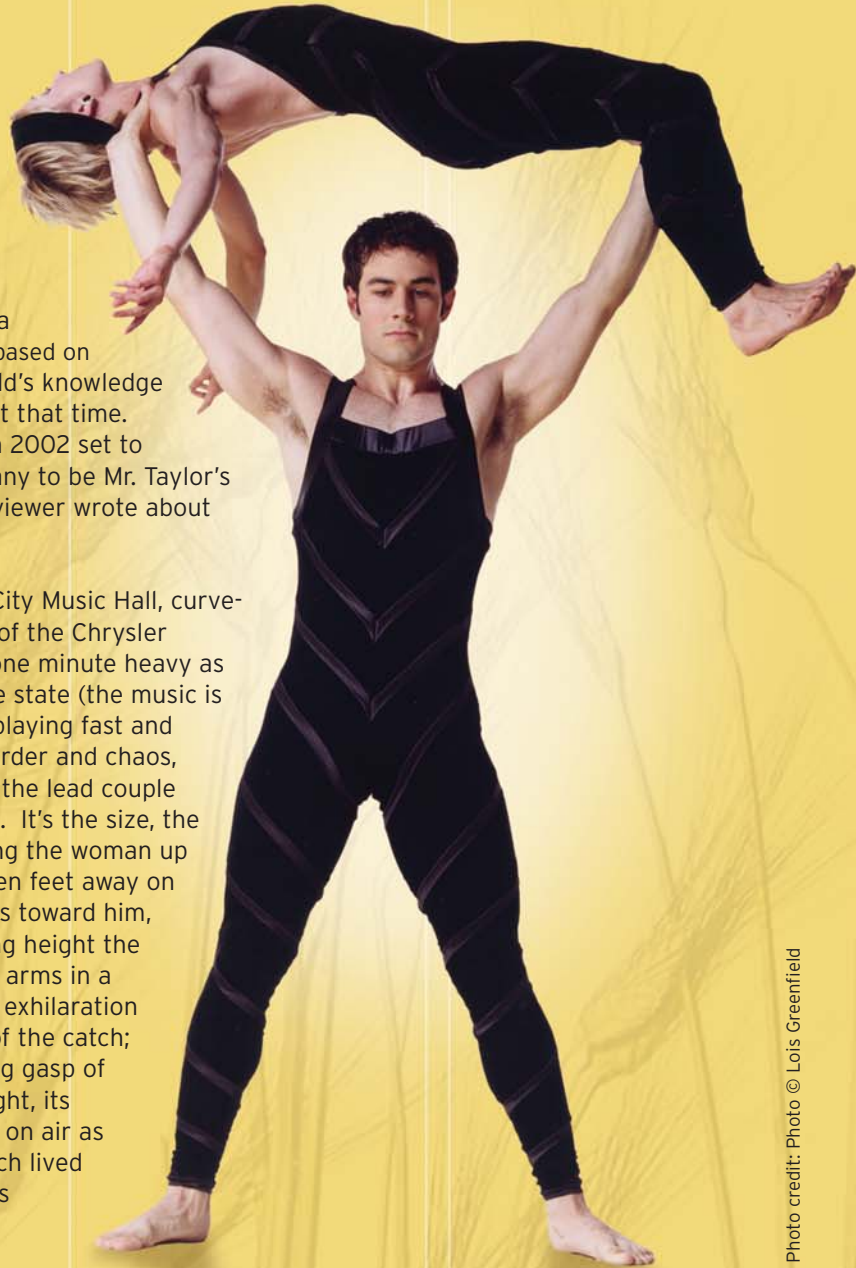 a
based on
ld's knowledge
t that time.
n 2002 set to
any to be Mr. Taylor's
viewer wrote about
City Music Hall, curve-
of the Chrysler
one minute heavy as
e state (the music is
playing fast and
rder and chaos,
the lead couple
. It's the size, the
ng the woman up
en feet away on
s toward him,
ng height the
arms in a
exhilaration
of the catch;
g gasp of
ght, its
on air as
ch lived
s
Photo credit: Photo © Lois Greenfield